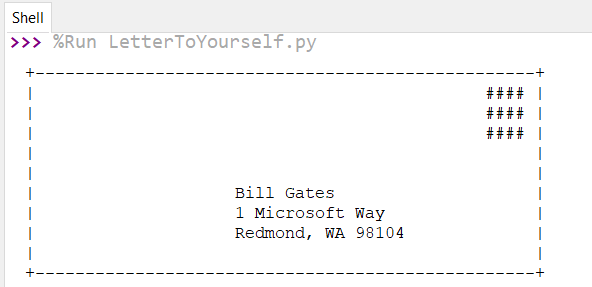 Shell
>>> %Run LetterToYourself.py
+--------------------------------------------------+
|                                             #### |
|                                             #### |
|                                             #### |
|                                                  |
|                                                  |
|                    Bill Gates                    |
|                    1 Microsoft Way               |
|                    Redmond, WA 98104             |
|                                                  |
+--------------------------------------------------+